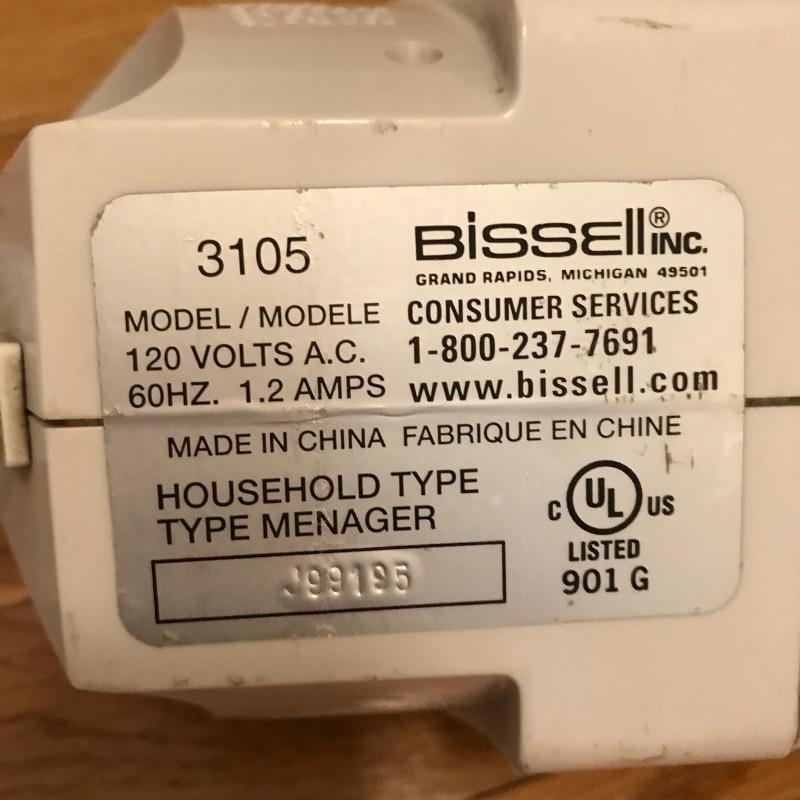 3105
MODEL / MODELE
120 VOLTS A.C.
60HZ. 1.2 AMPS
BISSELL® INC.
GRAND RAPIDS, MICHIGAN 49501
CONSUMER SERVICES
1-800-237-7691
www.bissell.com
MADE IN CHINA FABRIQUE EN CHINE
HOUSEHOLD TYPE
TYPE MENAGER
J99195
C UL US
LISTED
901 G